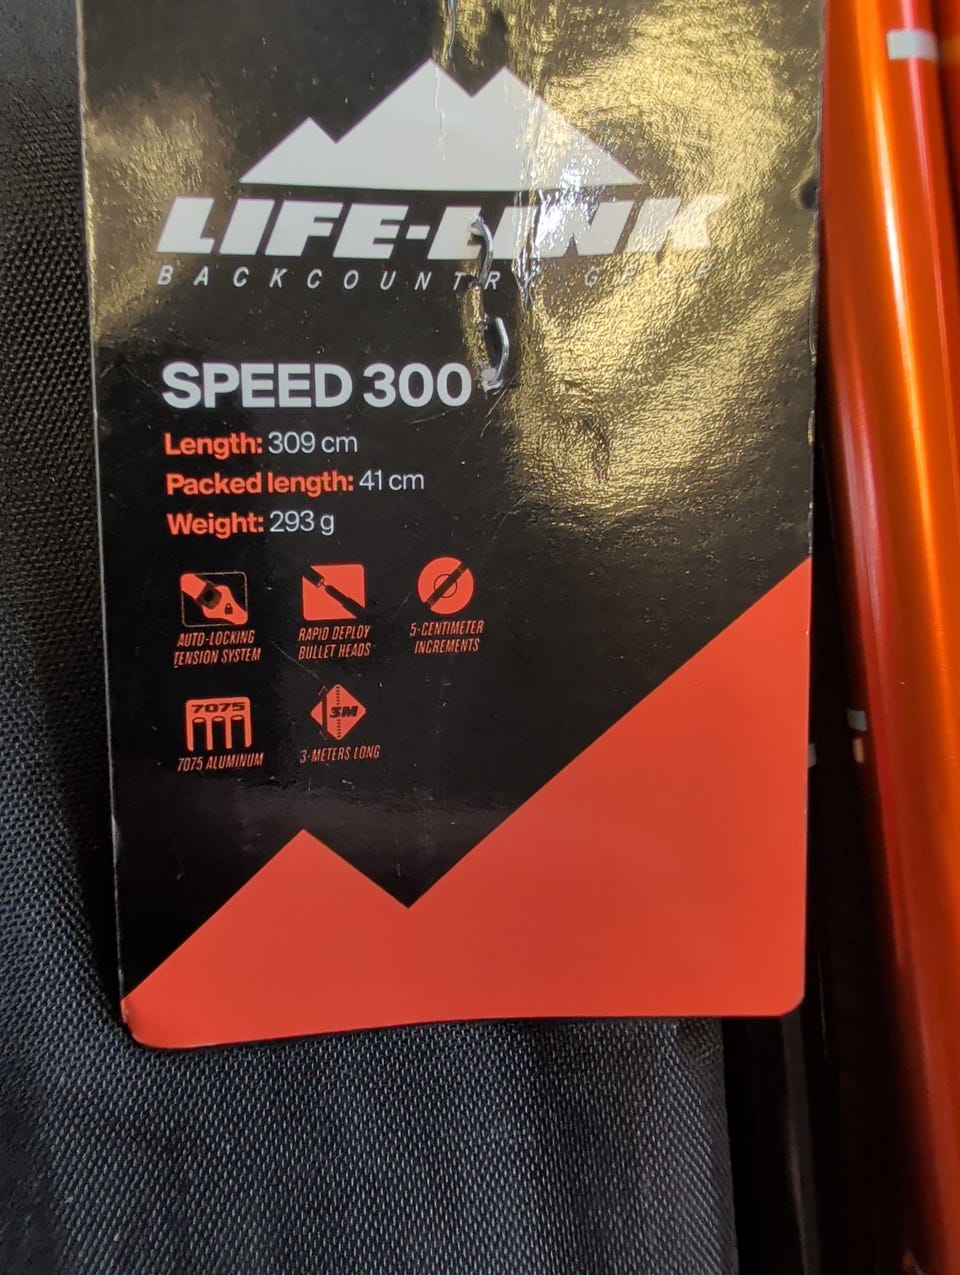 LIFE-LINK
BACKCOUNTRY GEAR
SPEED 300
Length: 309 cm
Packed length: 41 cm
Weight: 293 g
AUTO-LOCKING
TENSION SYSTEM
RAPID DEPLOY
BULLET HEADS
5-CENTIMETER
INCREMENTS
7075
7075 ALUMINUM
3M
3-METERS LONG